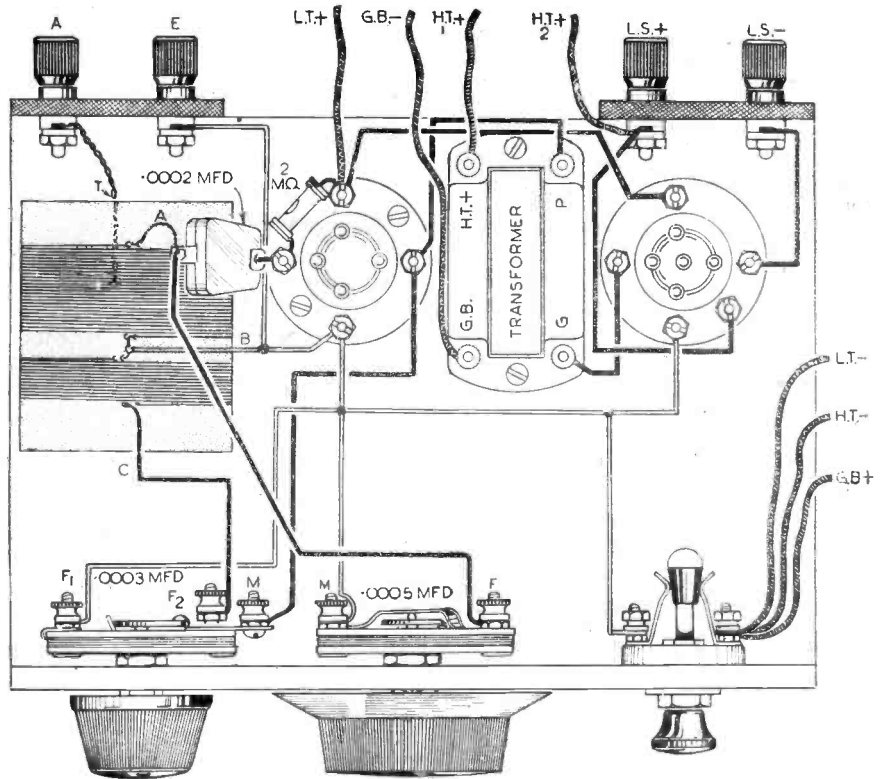 A
E
L.T.+
G.B.-
H.T.+
1
H.T.+
2
L.S.+
L.S.-
T
.0002 MFD
2
MΩ
A
H.T.+
P
TRANSFORMER
G.B.
G
B
L.T.-
H.T.-
G.B+
C
F1
.0003 MFD
F2
M
M
.0005 MFD
F